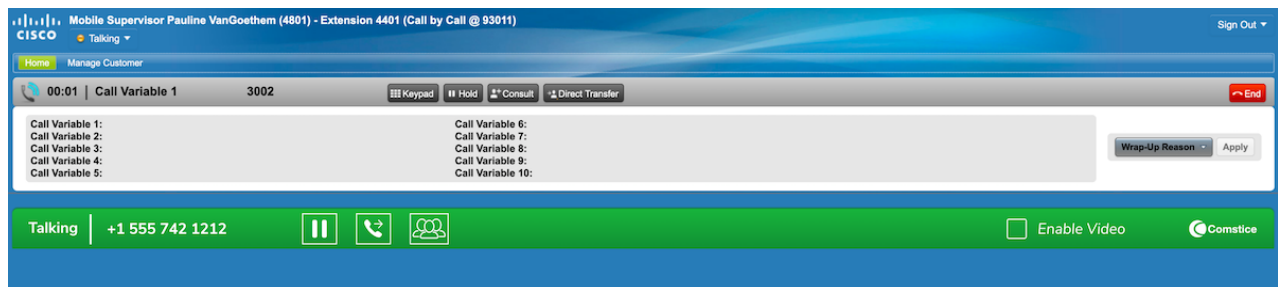 Mobile Supervisor Pauline VanGoethem (4801) - Extension 4401 (Call by Call @ 93011)
Sign Out
CISCO
Talking
Home Manage Customer
00:01 | Call Variable 1 3002 Keypad Hold Consult Direct Transfer End
Call Variable 1: Call Variable 6:
Call Variable 2: Call Variable 7:
Call Variable 3: Call Variable 8:
Call Variable 4: Call Variable 9:
Call Variable 5: Call Variable 10:
Wrap-Up Reason Apply
Talking +1 555 742 1212 Enable Video Comstice